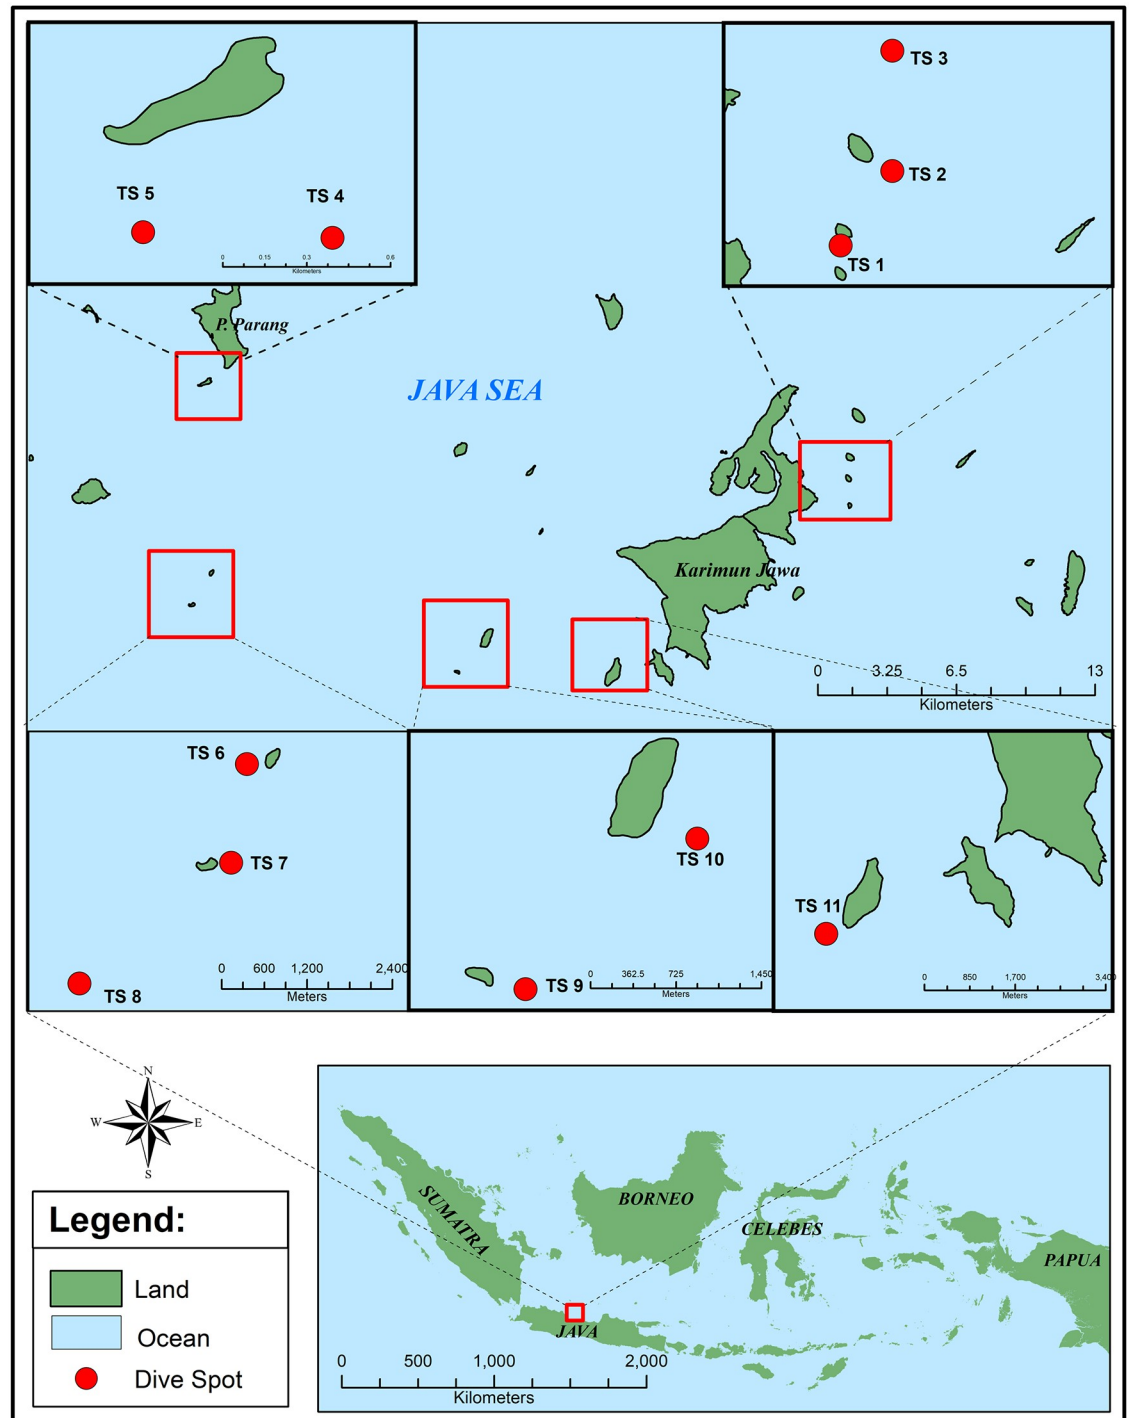 TS 5
TS 4
0 0.15 0.3 0.6
Kilometers
TS 3
TS 2
TS 1
P. Parang
JAVA SEA
Karimun Jawa
0 3.25 6.5 13
Kilometers
TS 6
TS 7
0 600 1,200 2,400
Meters
TS 8
TS 10
0 362.5 725 1,450
Meters
TS 9
TS 11
0 850 1,700 3,400
Meters
N
W E
S
Legend:
Land
Ocean
Dive Spot
SUMATRA
BORNEO
CELEBES
PAPUA
JAVA
0 500 1,000 2,000
Kilometers